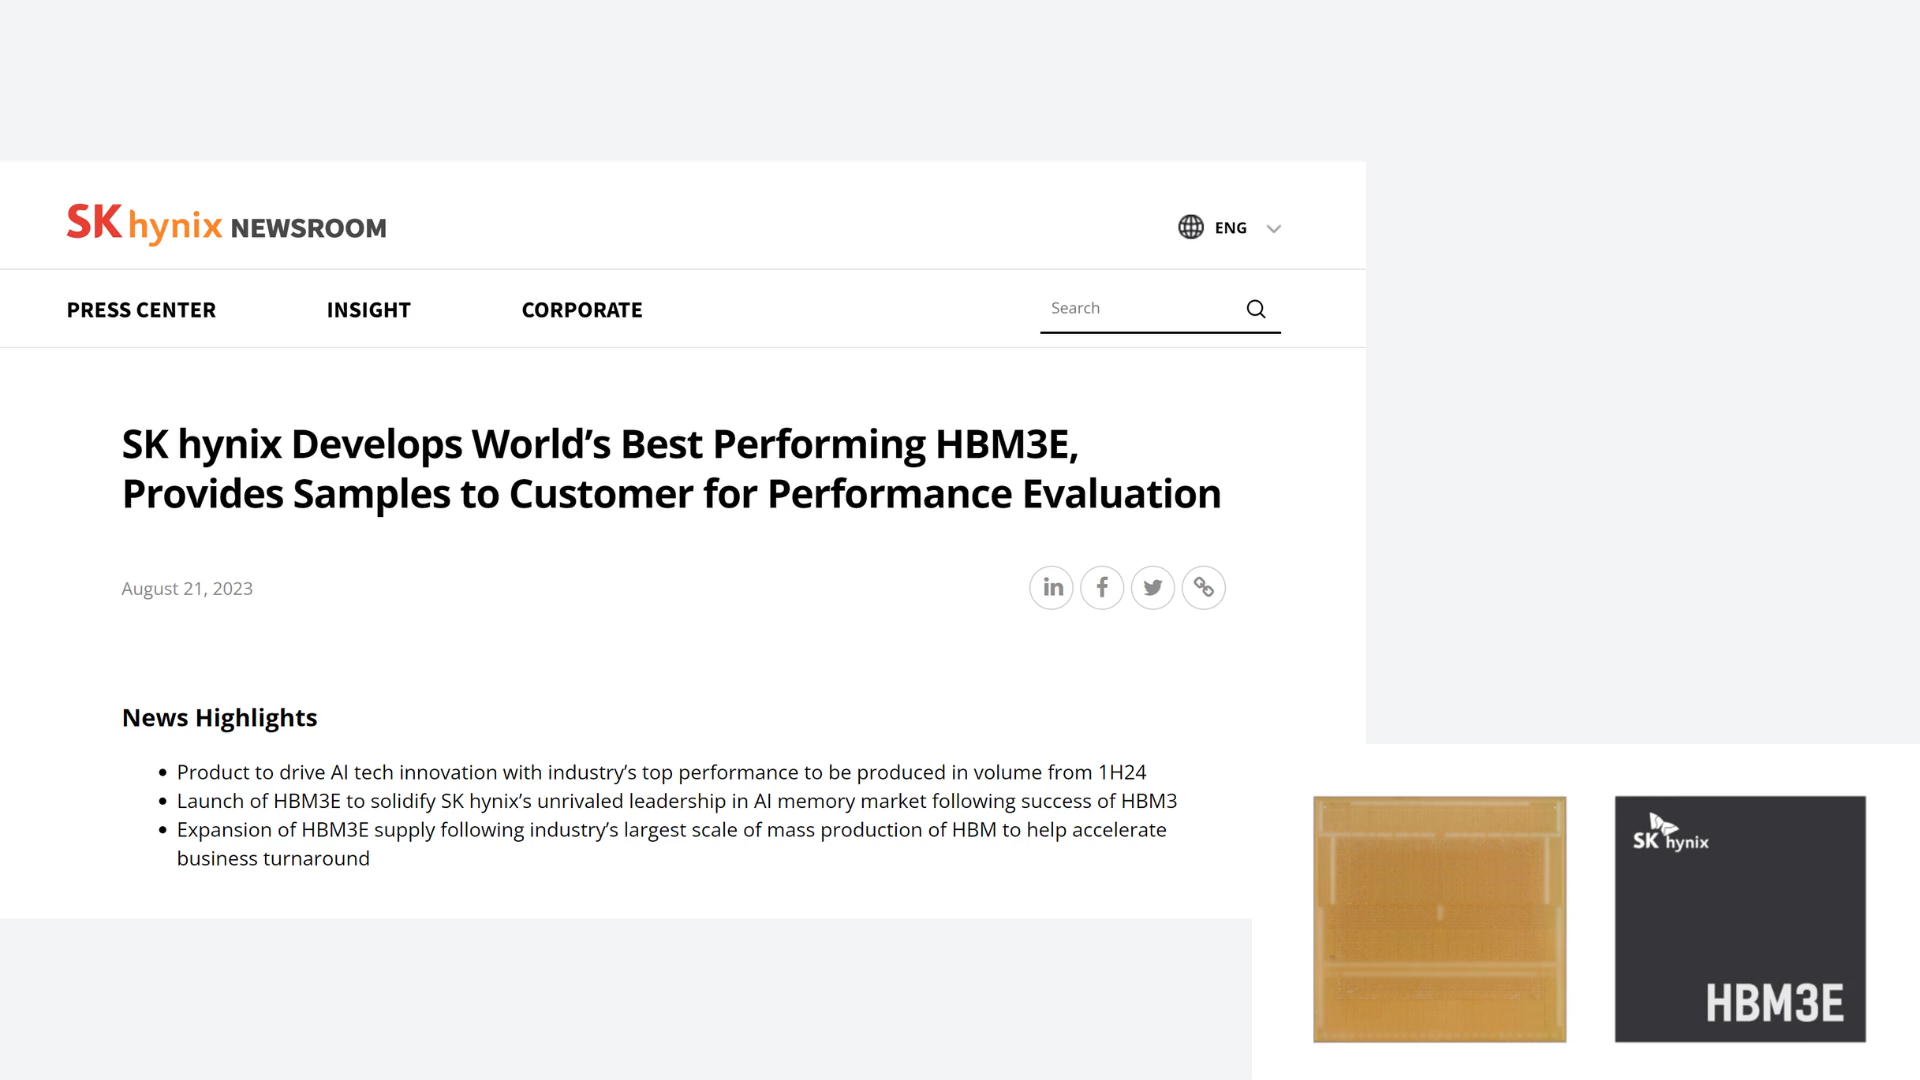 SK hynix NEWSROOM
ENG
PRESS CENTER
INSIGHT
CORPORATE
Search
SK hynix Develops World’s Best Performing HBM3E,
Provides Samples to Customer for Performance Evaluation
August 21, 2023
in
News Highlights
• Product to drive AI tech innovation with industry’s top performance to be produced in volume from 1H24
• Launch of HBM3E to solidify SK hynix’s unrivaled leadership in AI memory market following success of HBM3
• Expansion of HBM3E supply following industry’s largest scale of mass production of HBM to help accelerate
business turnaround
SK hynix
HBM3E